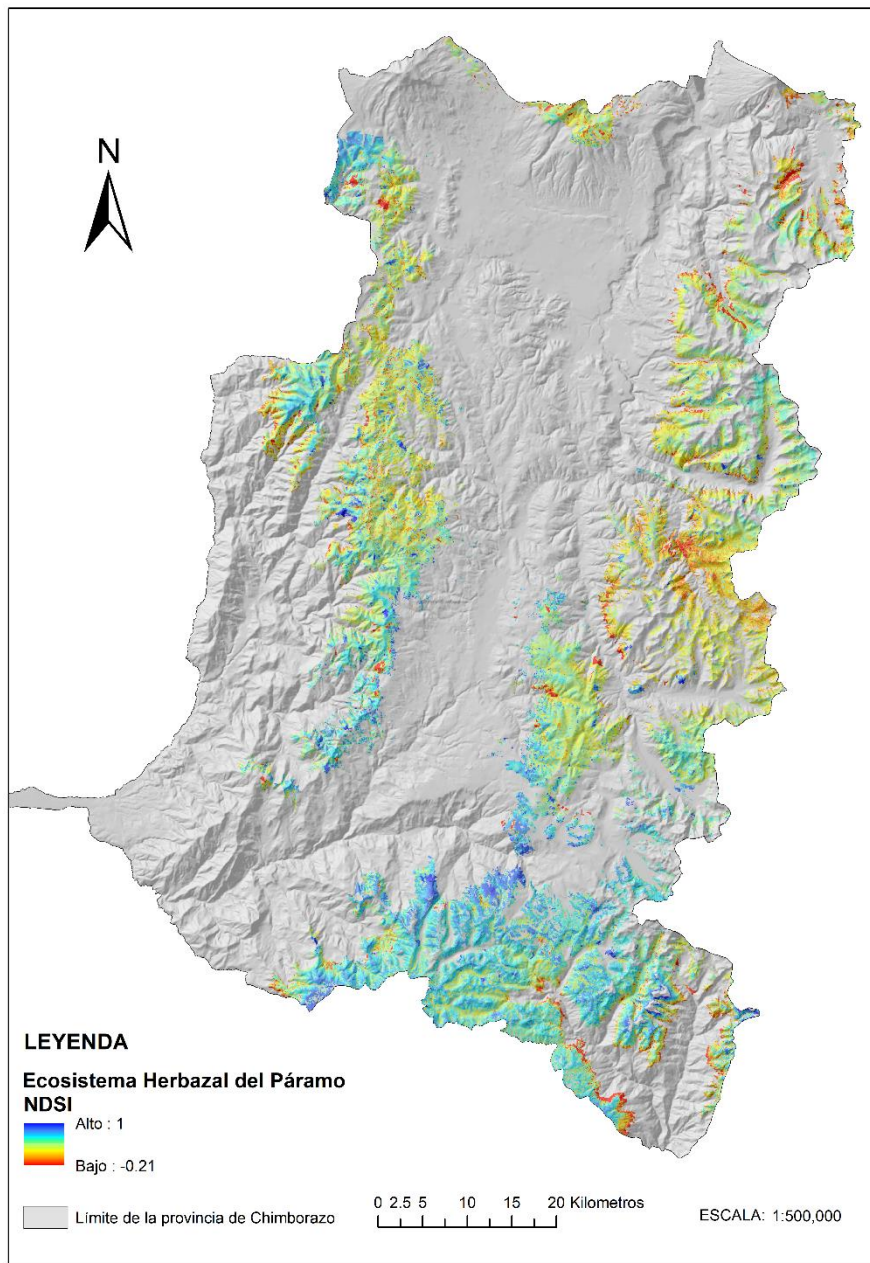 N
LEYENDA
Ecosistema Herbazal del Páramo
NDSI
Alto : 1
Bajo : -0.21
Límite de la provincia de Chimborazo
0 2.5 5 10 15 20 Kilometros
ESCALA: 1:500,000